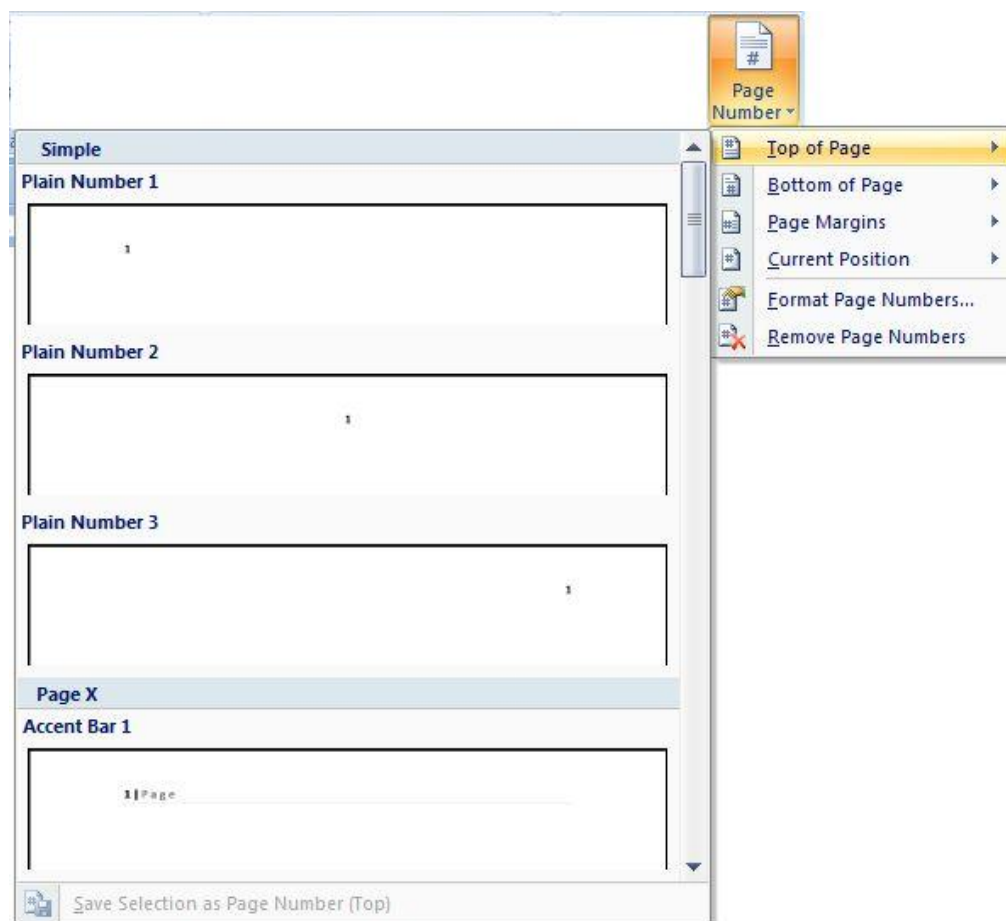 Page
Number
Top of Page
Bottom of Page
Page Margins
Current Position
Format Page Numbers...
Remove Page Numbers
Simple
Plain Number 1
1
Plain Number 2
1
Plain Number 3
1
Page X
Accent Bar 1
1|Page
Save Selection as Page Number (Top)